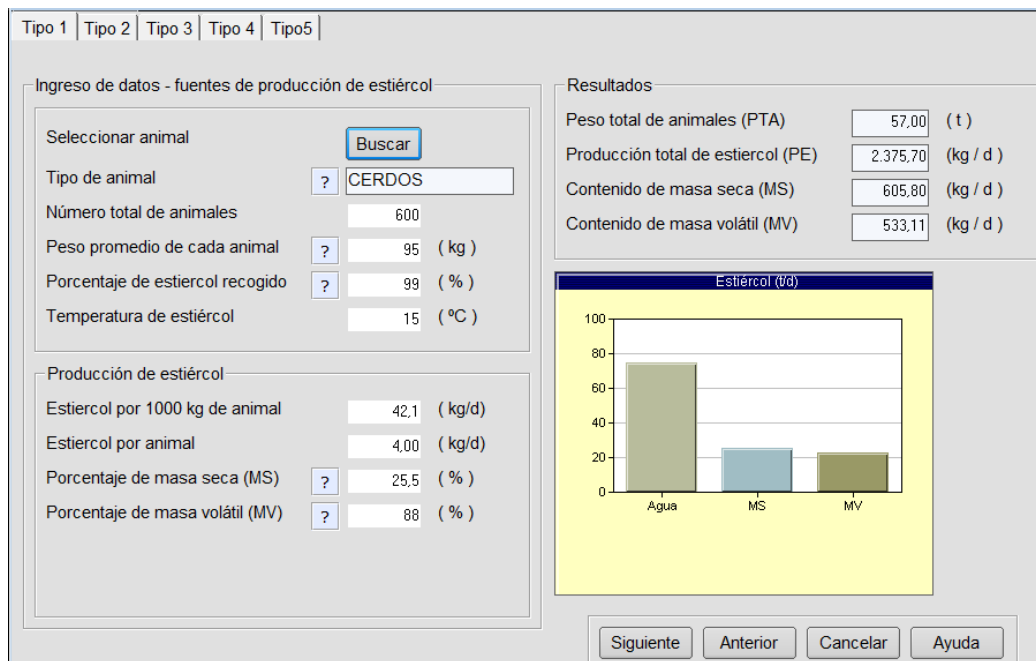 Tipo 1 Tipo 2 Tipo 3 Tipo 4 Tipo5
Ingreso de datos - fuentes de producción de estiércol
Seleccionar animal Buscar
Tipo de animal ? CERDOS
Número total de animales 600
Peso promedio de cada animal ? 95 ( kg )
Porcentaje de estiercol recogido ? 99 ( % )
Temperatura de estiércol 15 ( ºC )
Producción de estiércol
Estiercol por 1000 kg de animal 42,1 ( kg/d)
Estiercol por animal 4,00 ( kg/d)
Porcentaje de masa seca (MS) ? 25,5 ( % )
Porcentaje de masa volátil (MV) ? 88 ( % )
Resultados
Peso total de animales (PTA) 57,00 ( t )
Producción total de estiercol (PE) 2.375,70 (kg / d )
Contenido de masa seca (MS) 605,80 (kg / d )
Contenido de masa volátil (MV) 533,11 (kg / d )
Estiércol (t/d)
100
80
60
40
20
0
Agua MS MV
Siguiente Anterior Cancelar Ayuda